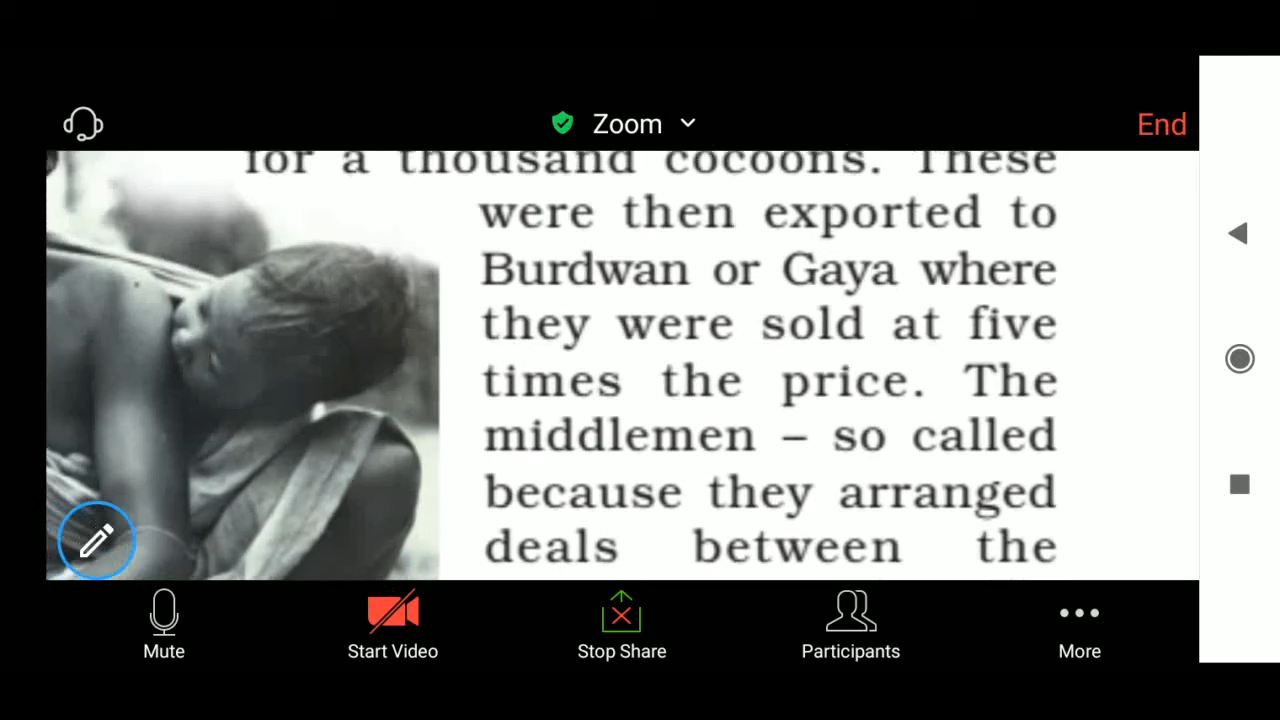 Zoom
End
for a thousand cocoons. These
were then exported to
Burdwan or Gaya where
they were sold at five
times the price. The
middlemen – so called
because they arranged
deals between the
Mute
Start Video
Stop Share
Participants
More